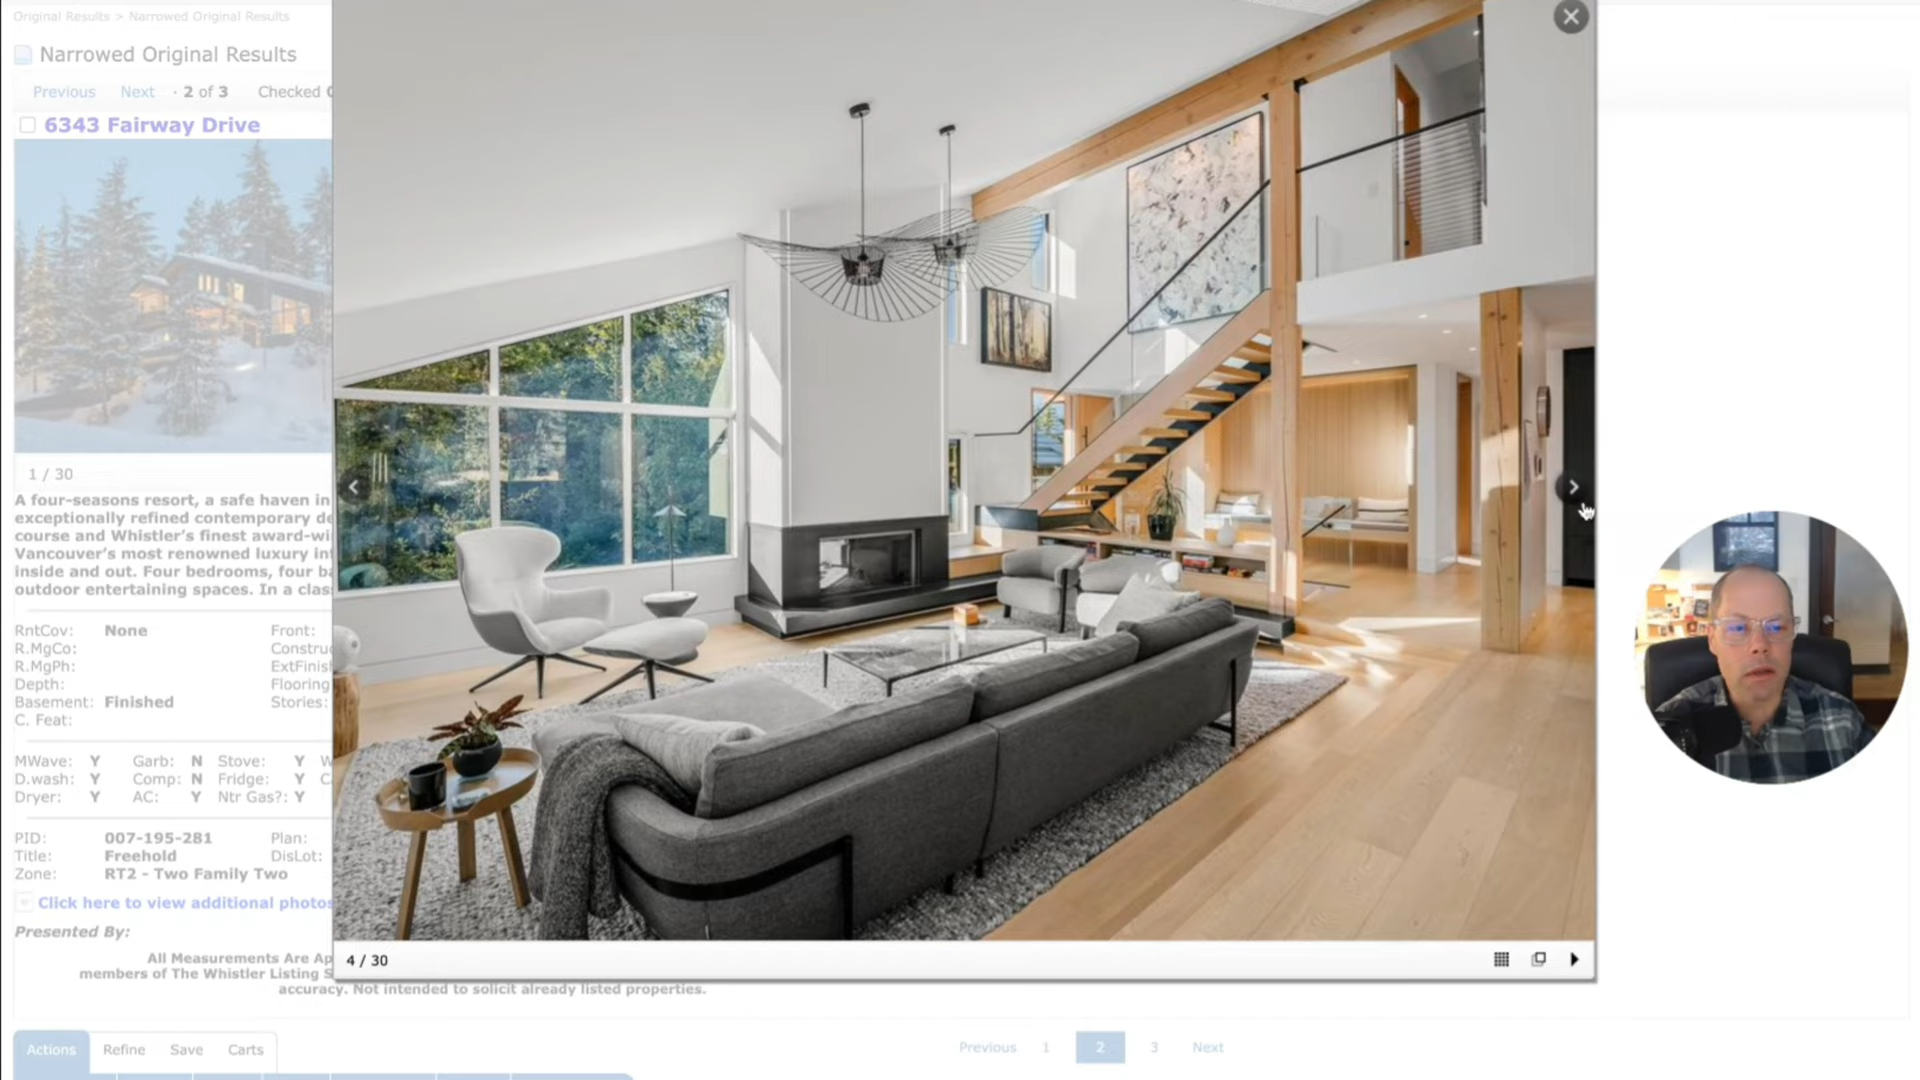 Original Results > Narrowed Original Results
Narrowed Original Results
Previous Next · 2 of 3 Checked
6343 Fairway Drive
1 / 30
A four-seasons resort, a safe haven in
exceptionally refined contemporary
course and Whistler's finest
Vancouver's most renowned luxury
inside and out. Four bedrooms, four
outdoor entertaining spaces. In a
RntCov: None Front:
R.MgCo:
R.MgPh:
Depth: Flooring
Basement: Finished Stories:
C. Feat:
MWave: Y Garb: N Stove: Y
D.wash: Y Comp: N Fridge: Y
Dryer: Y AC: Y Ntr Gas?: Y
PID: 007-195-281 Plan:
Title: Freehold DisLot:
Zone: RT2 - Two Family Two
Click here to view additional photos
Presented By:
All Measurements Are
members of The Whistler Listing
accuracy. Not intended to solicit already listed properties.
4 / 30
Actions Refine Save Carts
Previous 1 2 3 Next